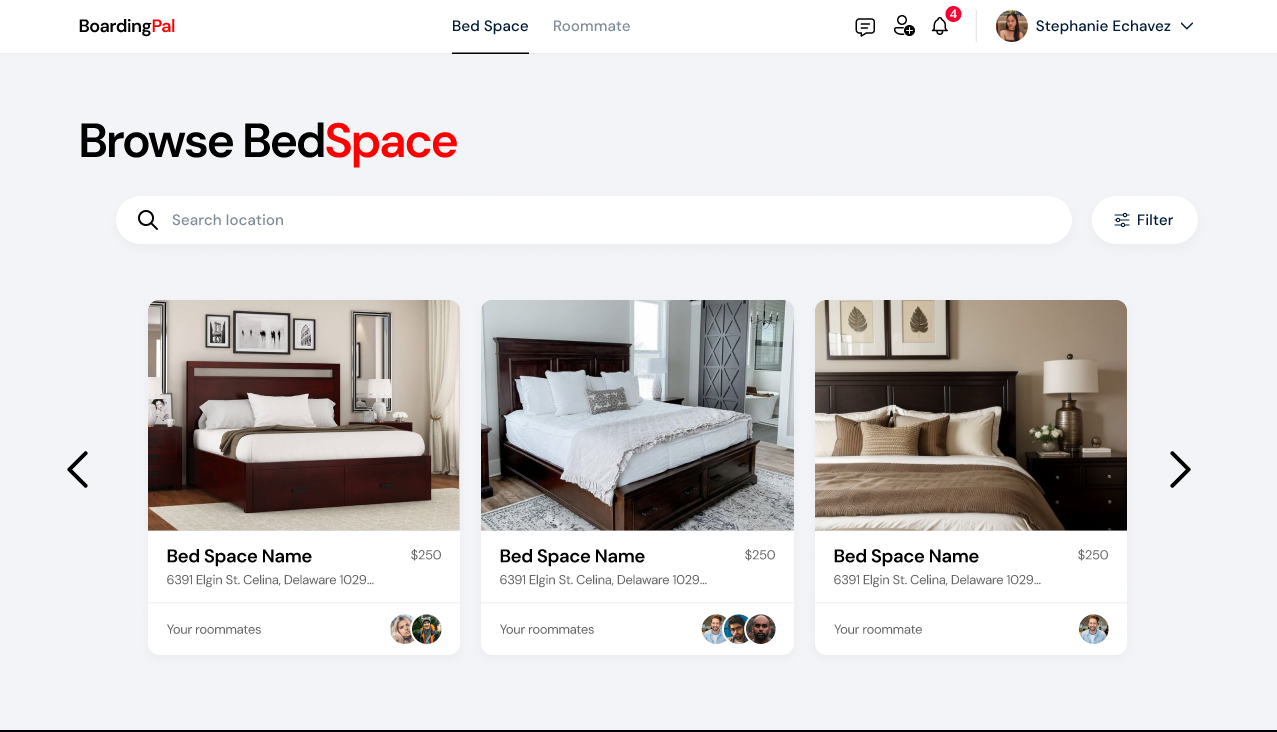 BoardingPal
Bed Space
Roommate
4
Stephanie Echavez
Browse BedSpace
Search location
Filter
Bed Space Name
$250
6391 Elgin St. Celina, Delaware 1029...
Your roommates
Bed Space Name
$250
6391 Elgin St. Celina, Delaware 1029...
Your roommates
Bed Space Name
$250
6391 Elgin St. Celina, Delaware 1029...
Your roommate